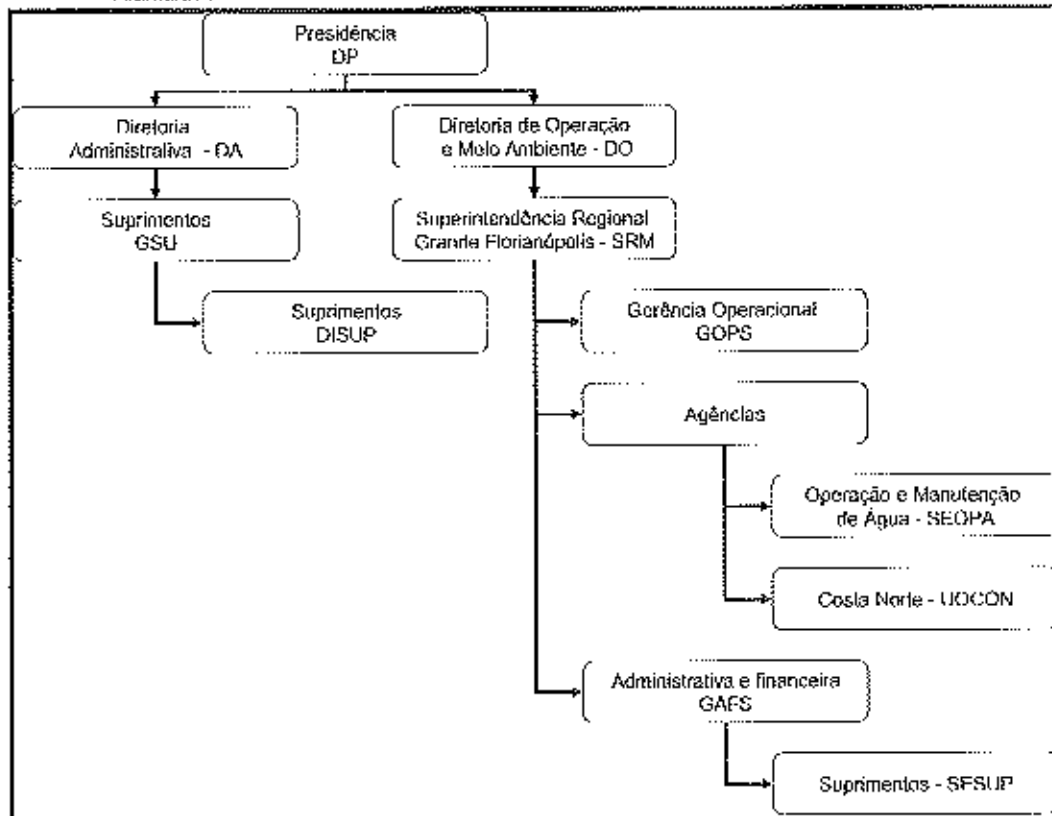 Presidência
DP
Diretoria
Administrativa - DA
Diretoria de Operação
e Meio Ambiente - DO
Suprimentos
GSU
Superintendência Regional
Grande Florianópolis - SRM
Suprimentos
DISUP
Gerência Operacional
GOPS
Agências
Operação e Manutenção
de Água - SEOPA
Costa Norte - UOCON
Administrativa e financeira
GAFS
Suprimentos - SESUP